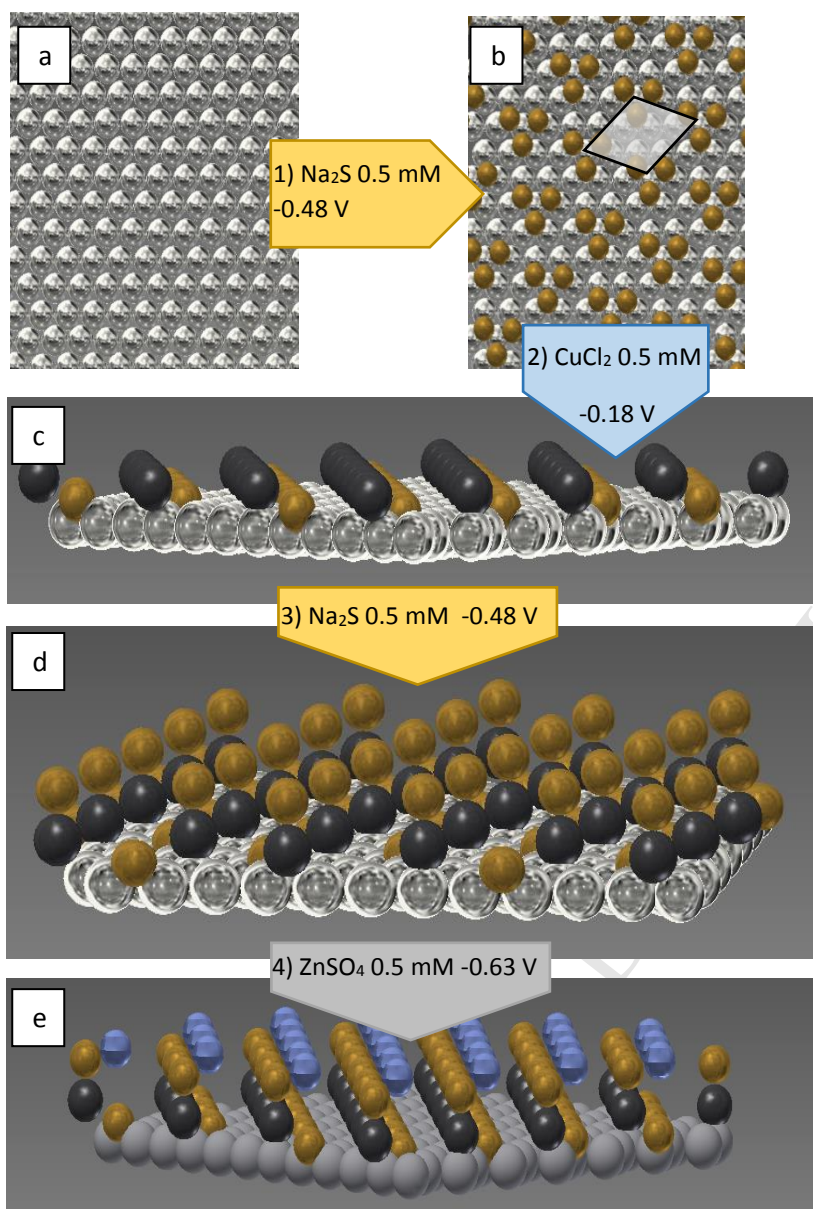 a
b
1) Na₂S 0.5 mM
-0.48 V
2) CuCl₂ 0.5 mM
-0.18 V
c
3) Na₂S 0.5 mM -0.48 V
d
4) ZnSO₄ 0.5 mM -0.63 V
e